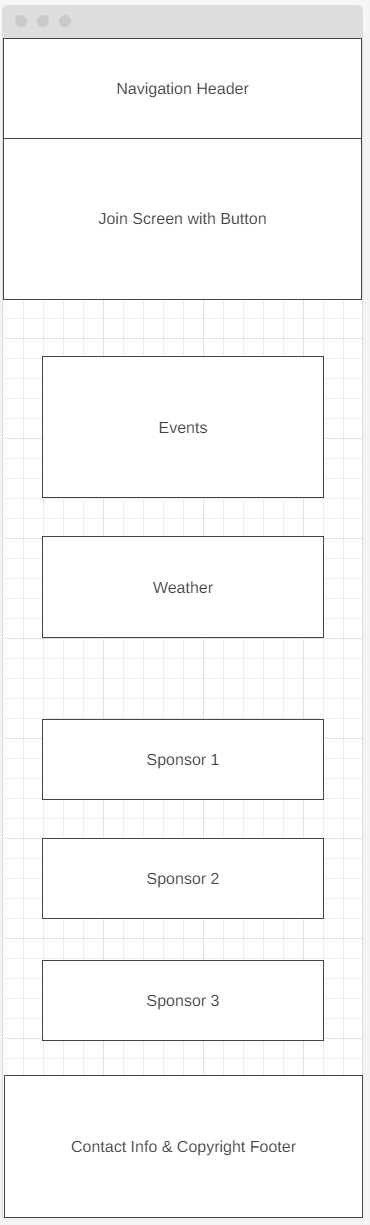 Navigation Header
Join Screen with Button
Events
Weather
Sponsor 1
Sponsor 2
Sponsor 3
Contact Info & Copyright Footer